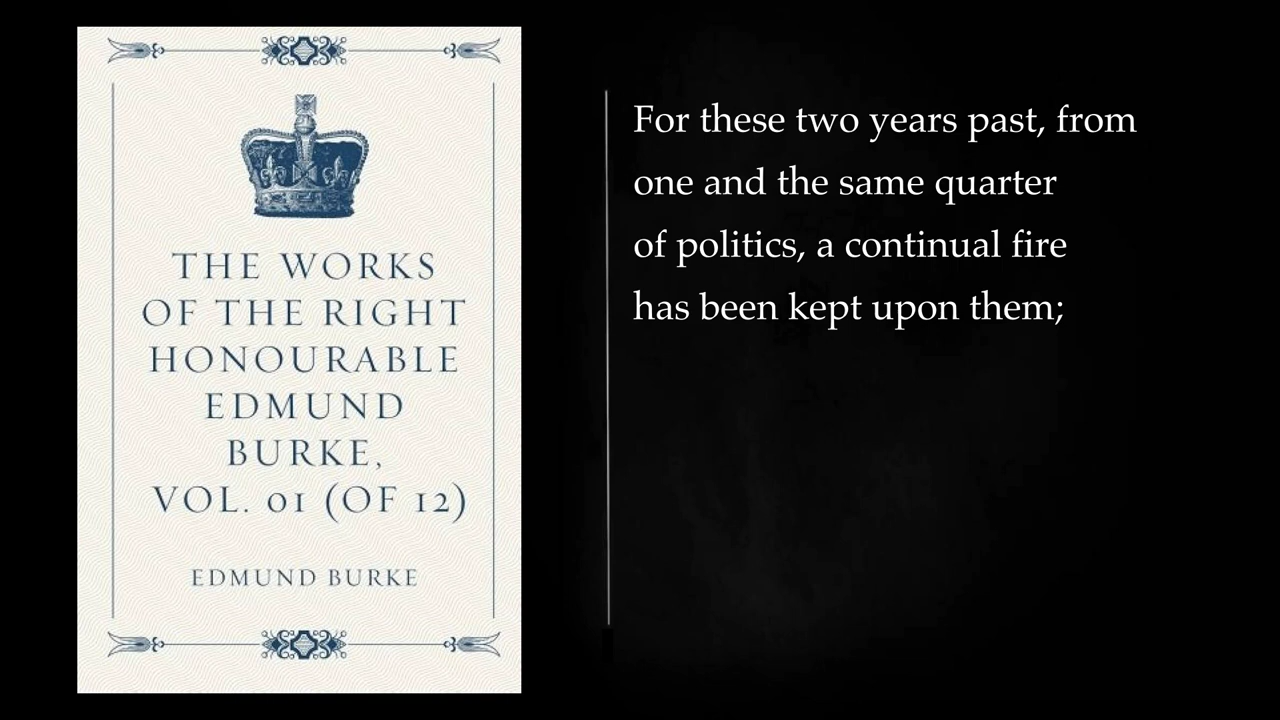 THE WORKS
OF THE RIGHT
HONOURABLE
EDMUND
BURKE,
VOL. 01 (OF 12)
EDMUND BURKE
For these two years past, from
one and the same quarter
of politics, a continual fire
has been kept upon them;